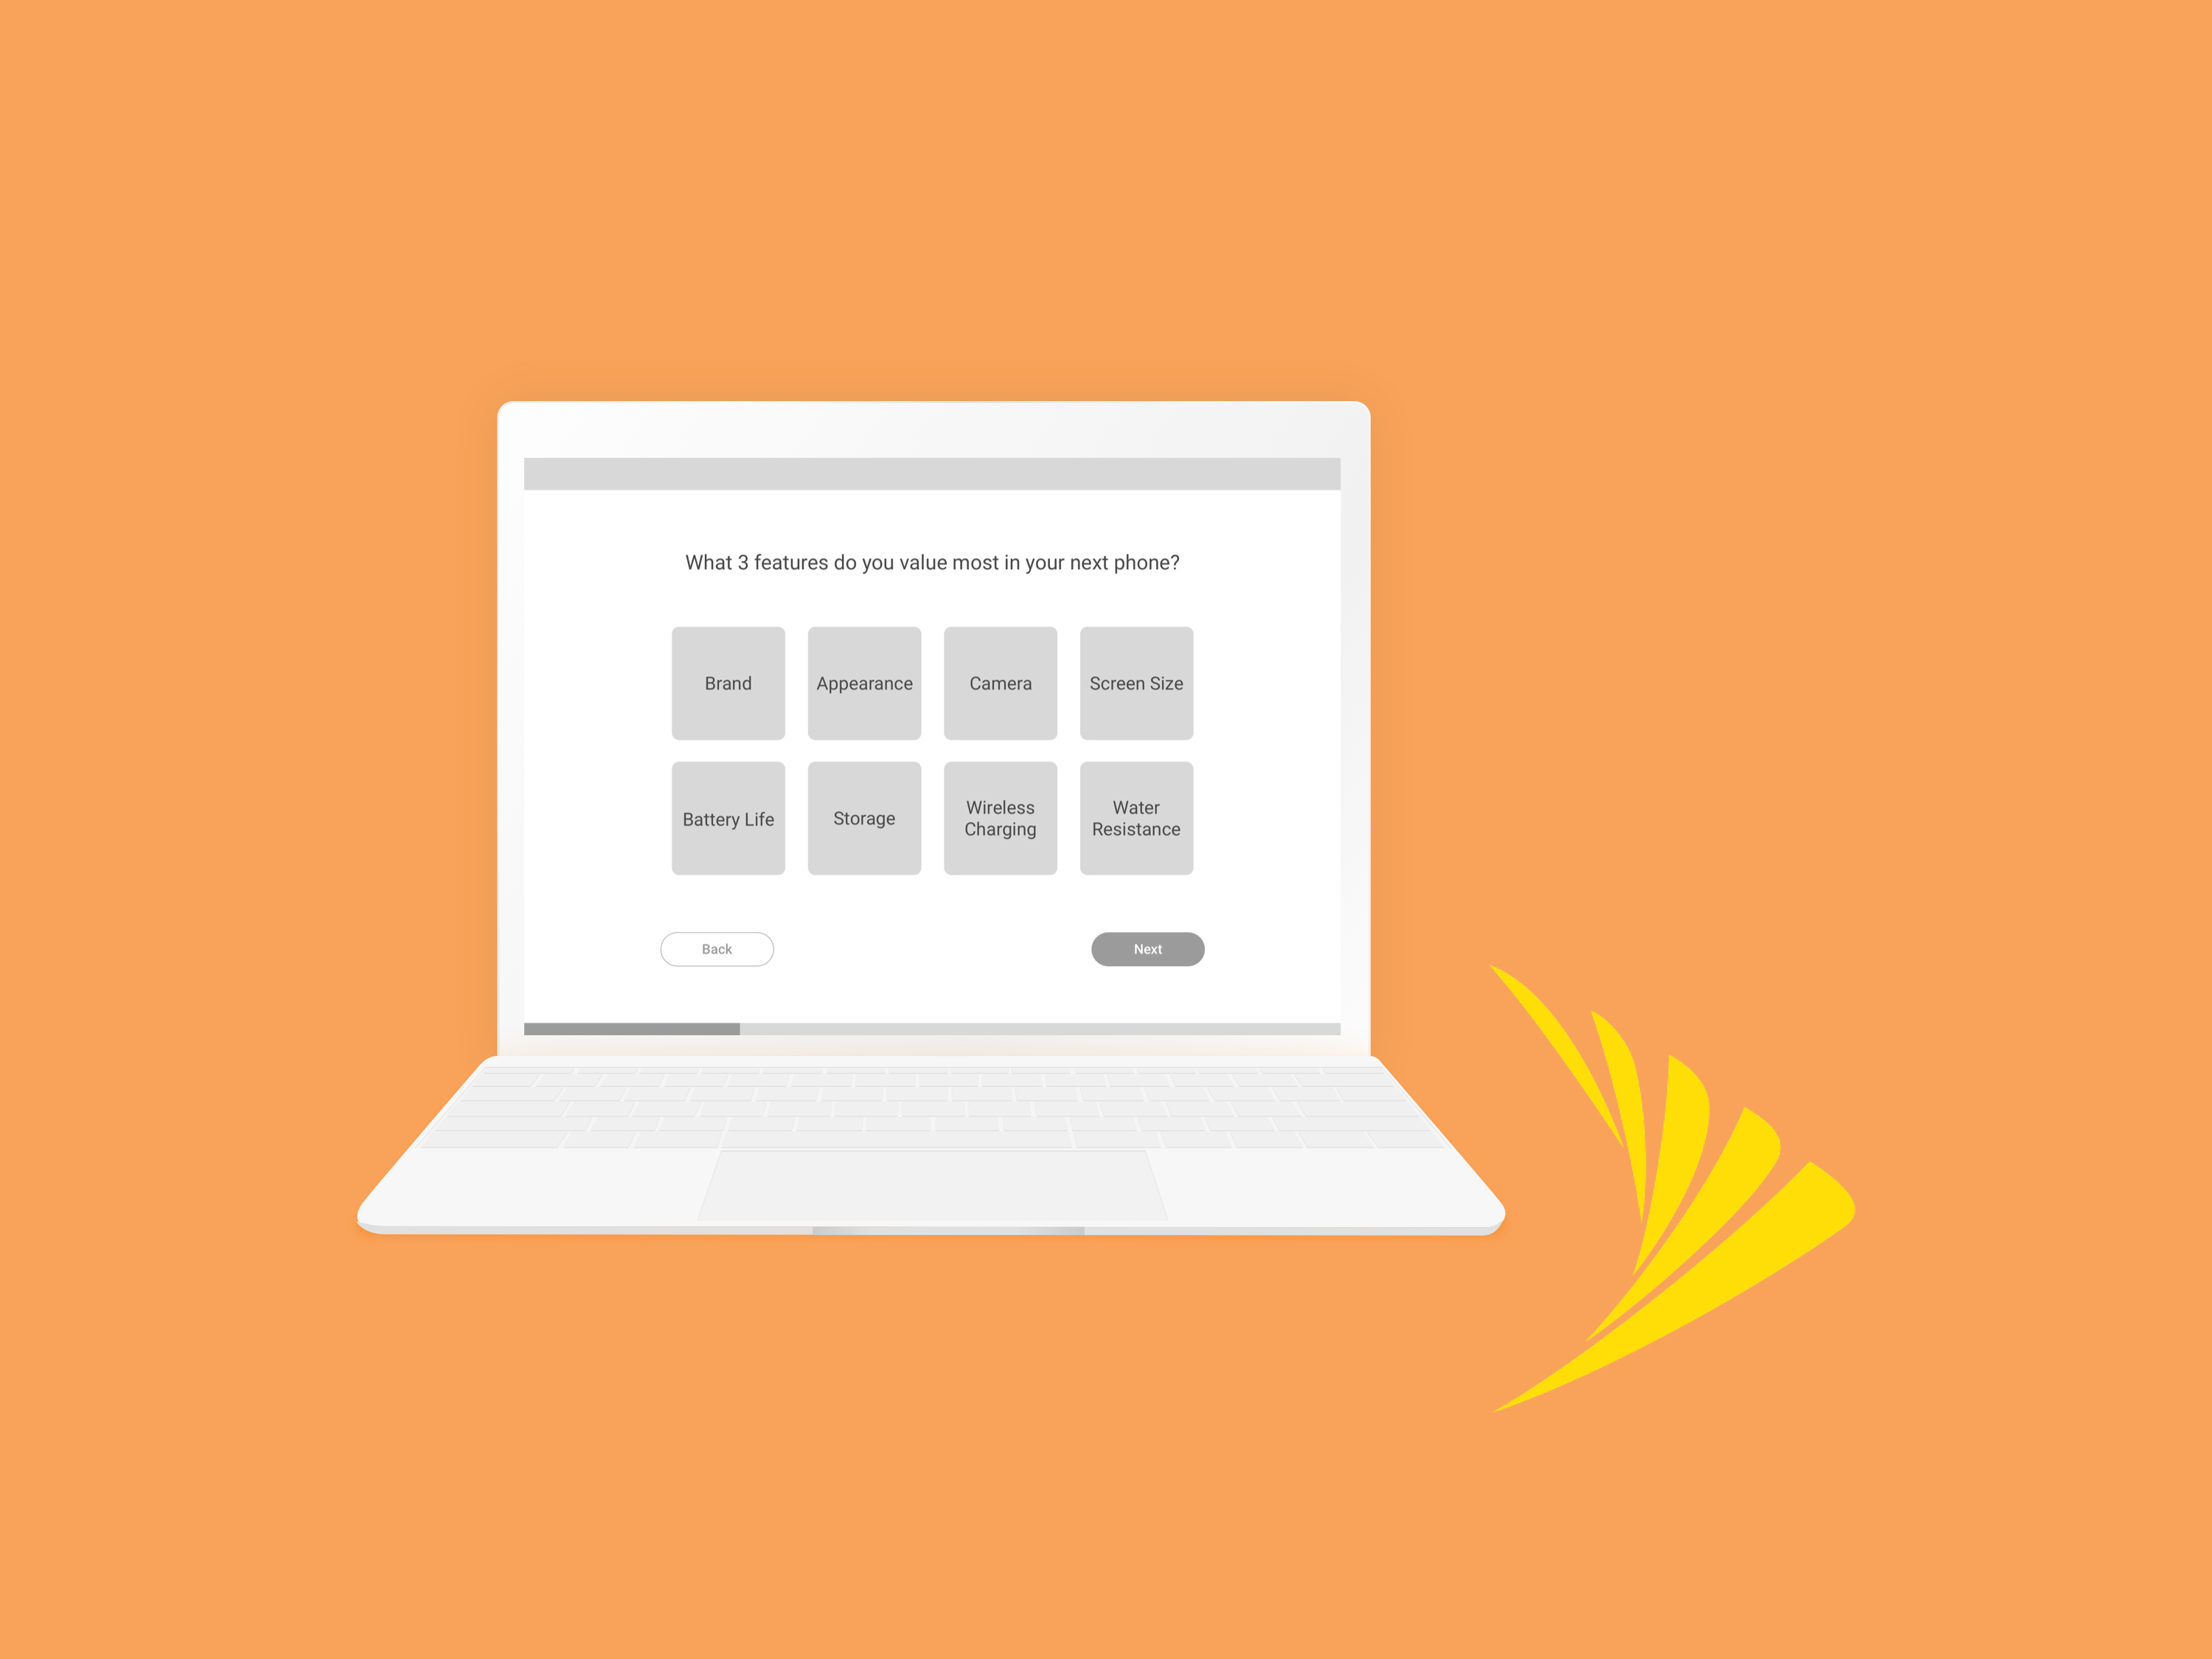 What 3 features do you value most in your next phone?
Brand
Appearance
Camera
Screen Size
Battery Life
Storage
Wireless
Charging
Water
Resistance
Back
Next